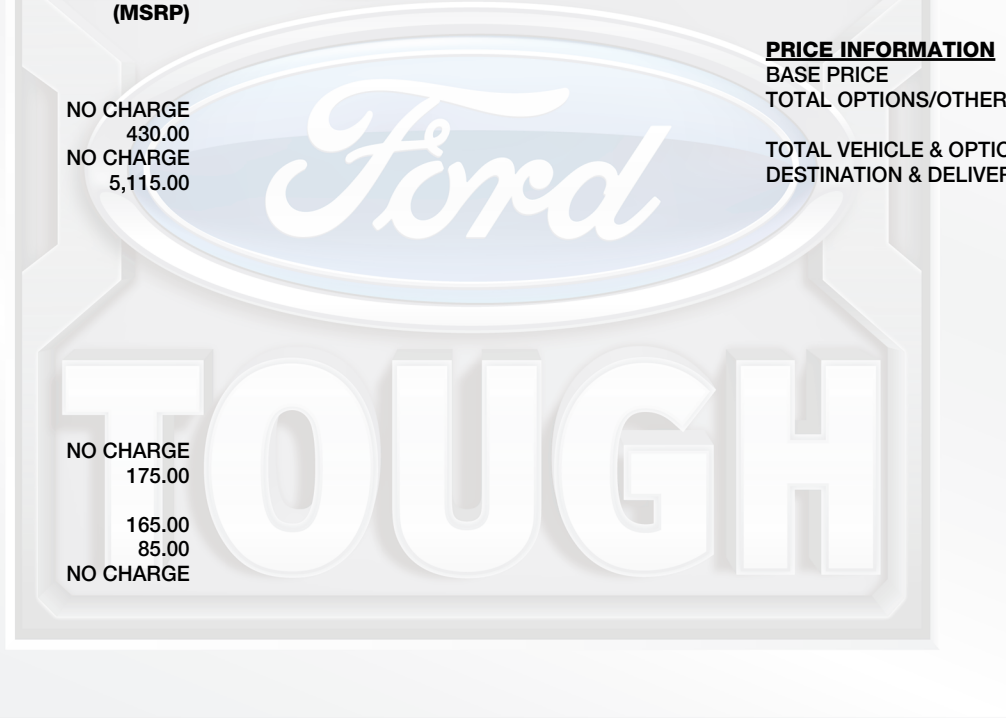 (MSRP)
NO CHARGE
430.00
NO CHARGE
5,115.00
NO CHARGE
175.00
165.00
85.00
NO CHARGE
PRICE INFORMATION
BASE PRICE
TOTAL OPTIONS/OTHER
TOTAL VEHICLE & OPTIO
DESTINATION & DELIVER
Ford
TOUGH